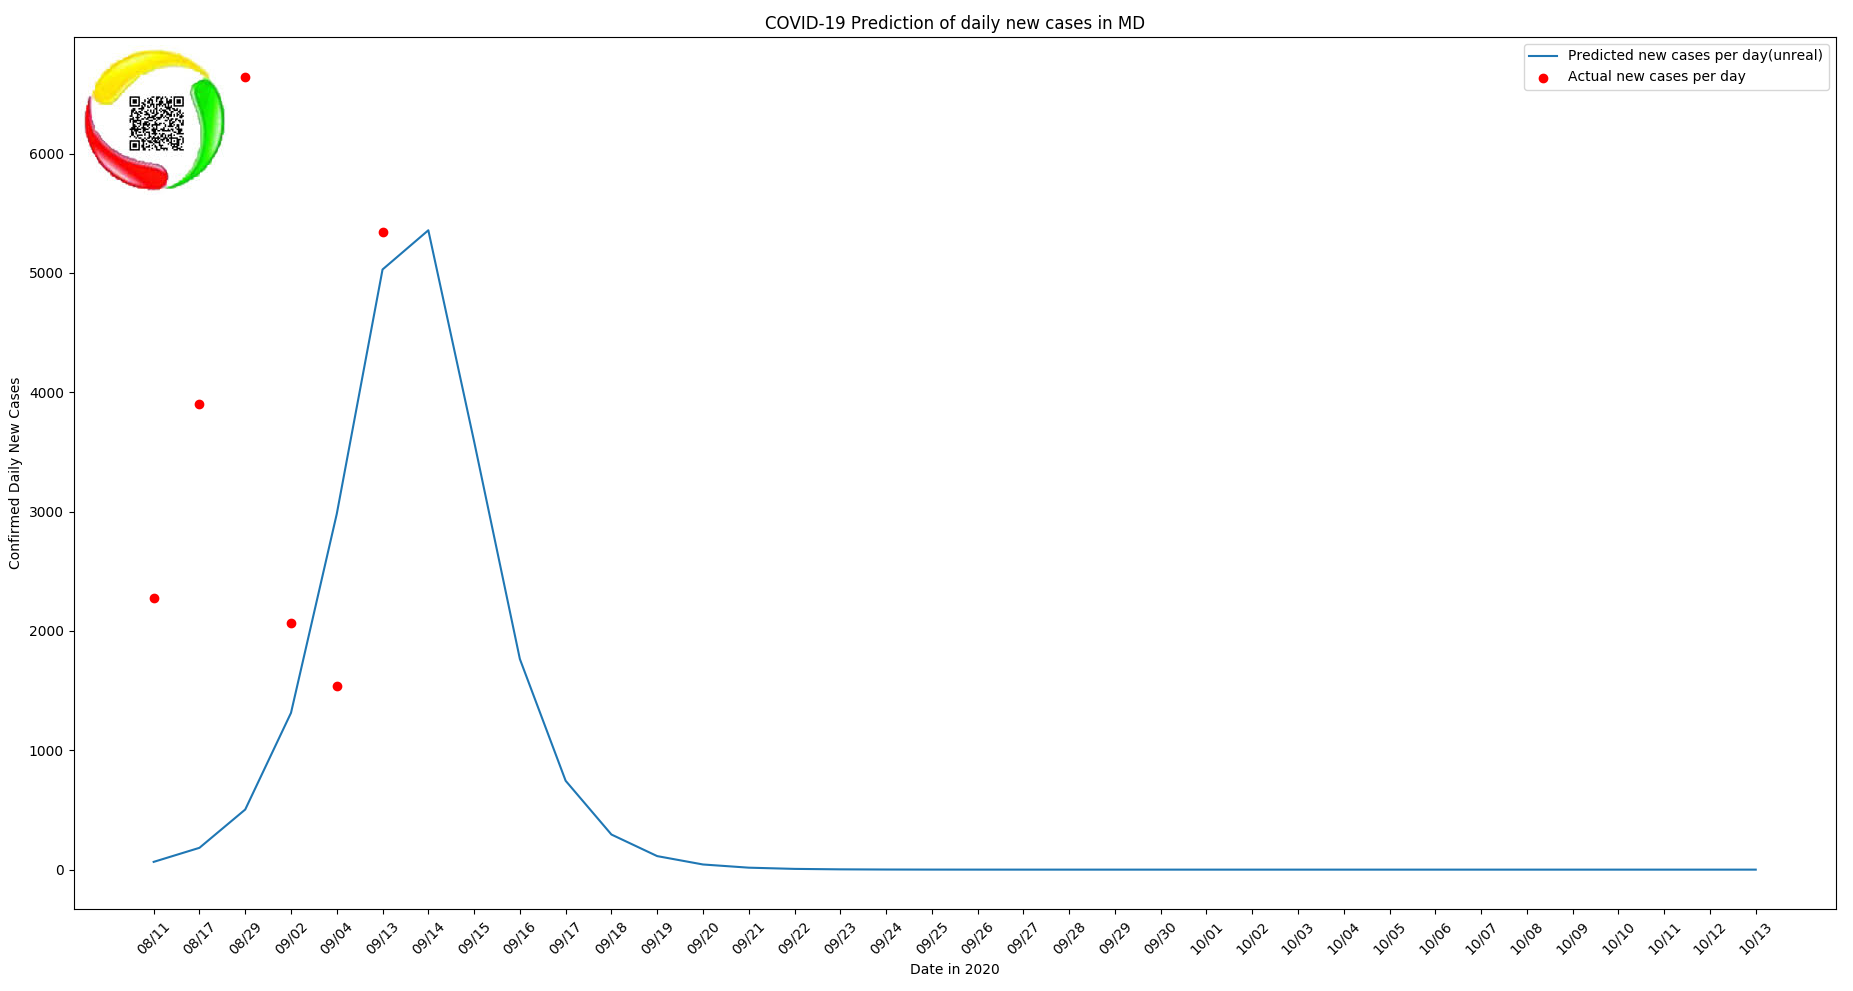 COVID-19 Prediction of daily new cases in MD
Predicted new cases per day(unreal)
Actual new cases per day
Confirmed Daily New Cases
6000
5000
4000
3000
2000
1000
0
08/11 08/17 08/29 09/02 09/04 09/13 09/14 09/15 09/16 09/17 09/18 09/19 09/20 09/21 09/22 09/23 09/24 09/25 09/26 09/27 09/28 09/29 09/30 10/01 10/02 10/03 10/04 10/05 10/06 10/07 10/08 10/09 10/10 10/11 10/12 10/13
Date in 2020